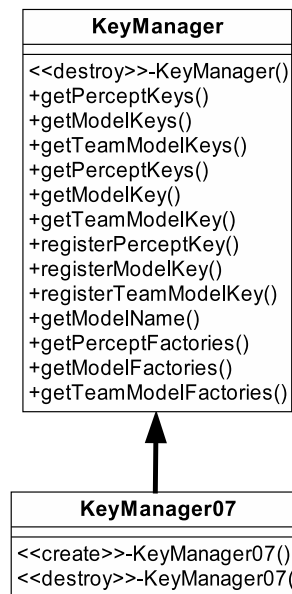 KeyManager
<<destroy>>-KeyManager()
+getPerceptKeys()
+getModelKeys()
+getTeamModelKeys()
+getPerceptKeys()
+getModelKey()
+getTeamModelKey()
+registerPerceptKey()
+registerModelKey()
+registerTeamModelKey()
+getModelName()
+getPerceptFactories()
+getModelFactories()
+getTeamModelFactories()
KeyManager07
<<create>>-KeyManager07()
<<destroy>>-KeyManager07(